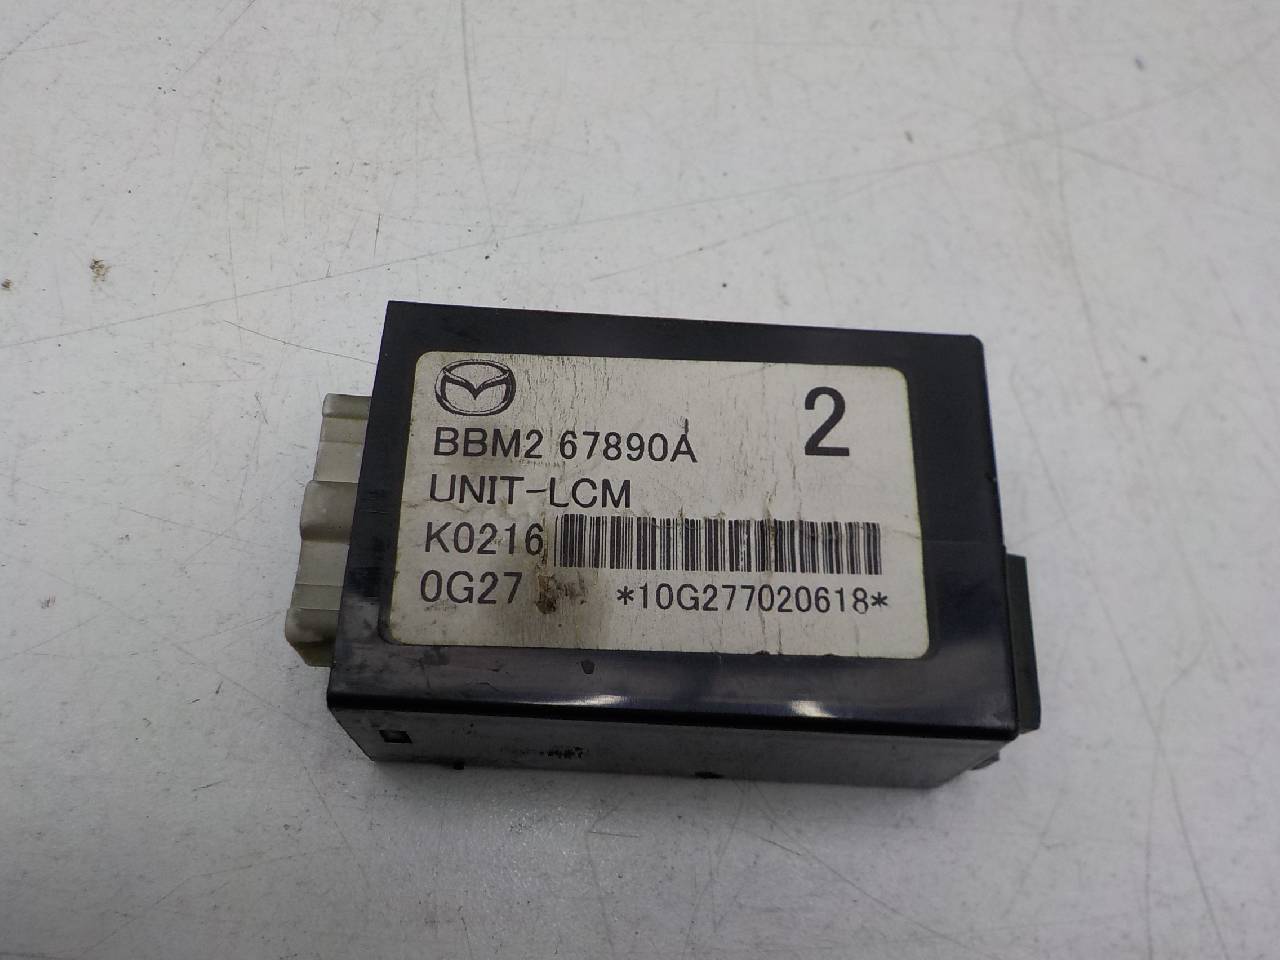 2
BBM2 67890A
UNIT-LCM
K0216
0G27 *10G277020618*